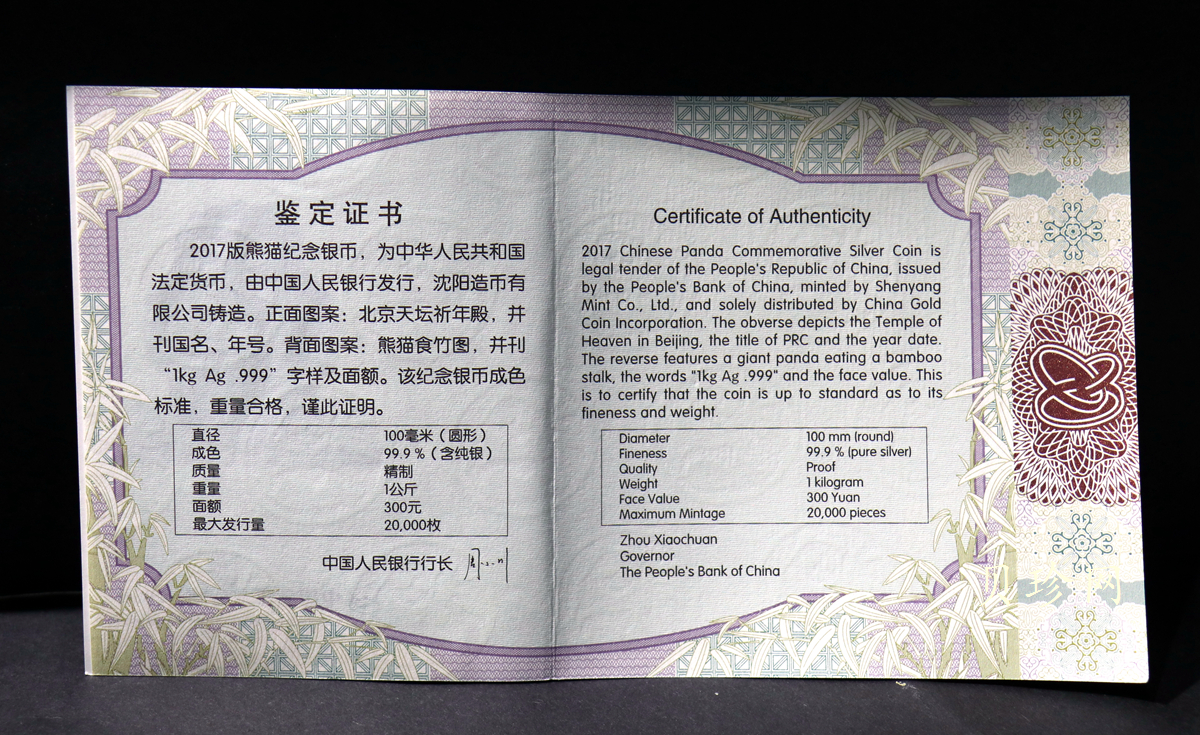 鉴定证书
2017版熊猫纪念银币，为中华人民共和国
法定货币，由中国人民银行发行，沈阳造币有
限公司铸造。正面图案：北京天坛祈年殿，并
刊国名、年号。背面图案：熊猫食竹图，并刊
“1kg Ag .999”字样及面额。该纪念银币成色
标准，重量合格，谨此证明。
直径 100毫米（圆形）
成色 99.9％（含纯银）
质量 精制
重量 1公斤
面额 300元
最大发行量 20,000枚
中国人民银行行长
Certificate of Authenticity
2017 Chinese Panda Commemorative Silver Coin is
legal tender of the People's Republic of China, issued
by the People's Bank of China, minted by Shenyang
Mint Co., Ltd., and solely distributed by China Gold
Coin Incorporation. The obverse depicts the Temple of
Heaven in Beijing, the title of PRC and the year date.
The reverse features a giant panda eating a bamboo
stalk, the words "1kg Ag .999" and the face value. This
is to certify that the coin is up to standard as to its
fineness and weight.
Diameter 100 mm (round)
Fineness 99.9 % (pure silver)
Quality Proof
Weight 1 kilogram
Face Value 300 Yuan
Maximum Mintage 20,000 pieces
Zhou Xiaochuan
Governor
The People's Bank of China